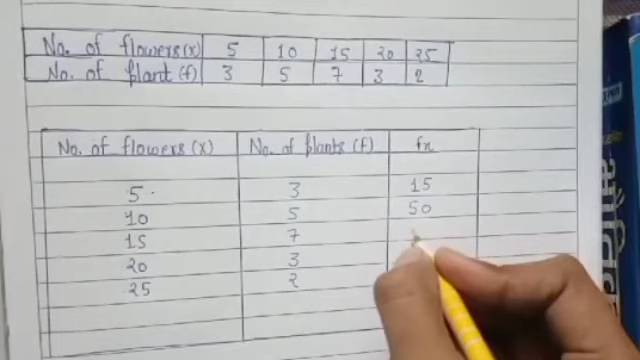 No. of flowers(x) 5 10 15 20 25
No. of plant (f) 3 5 7 3 2
No. of flowers (x) No. of plants (f) fx
5 3 15
10 5 50
15 7
20 3
25 2